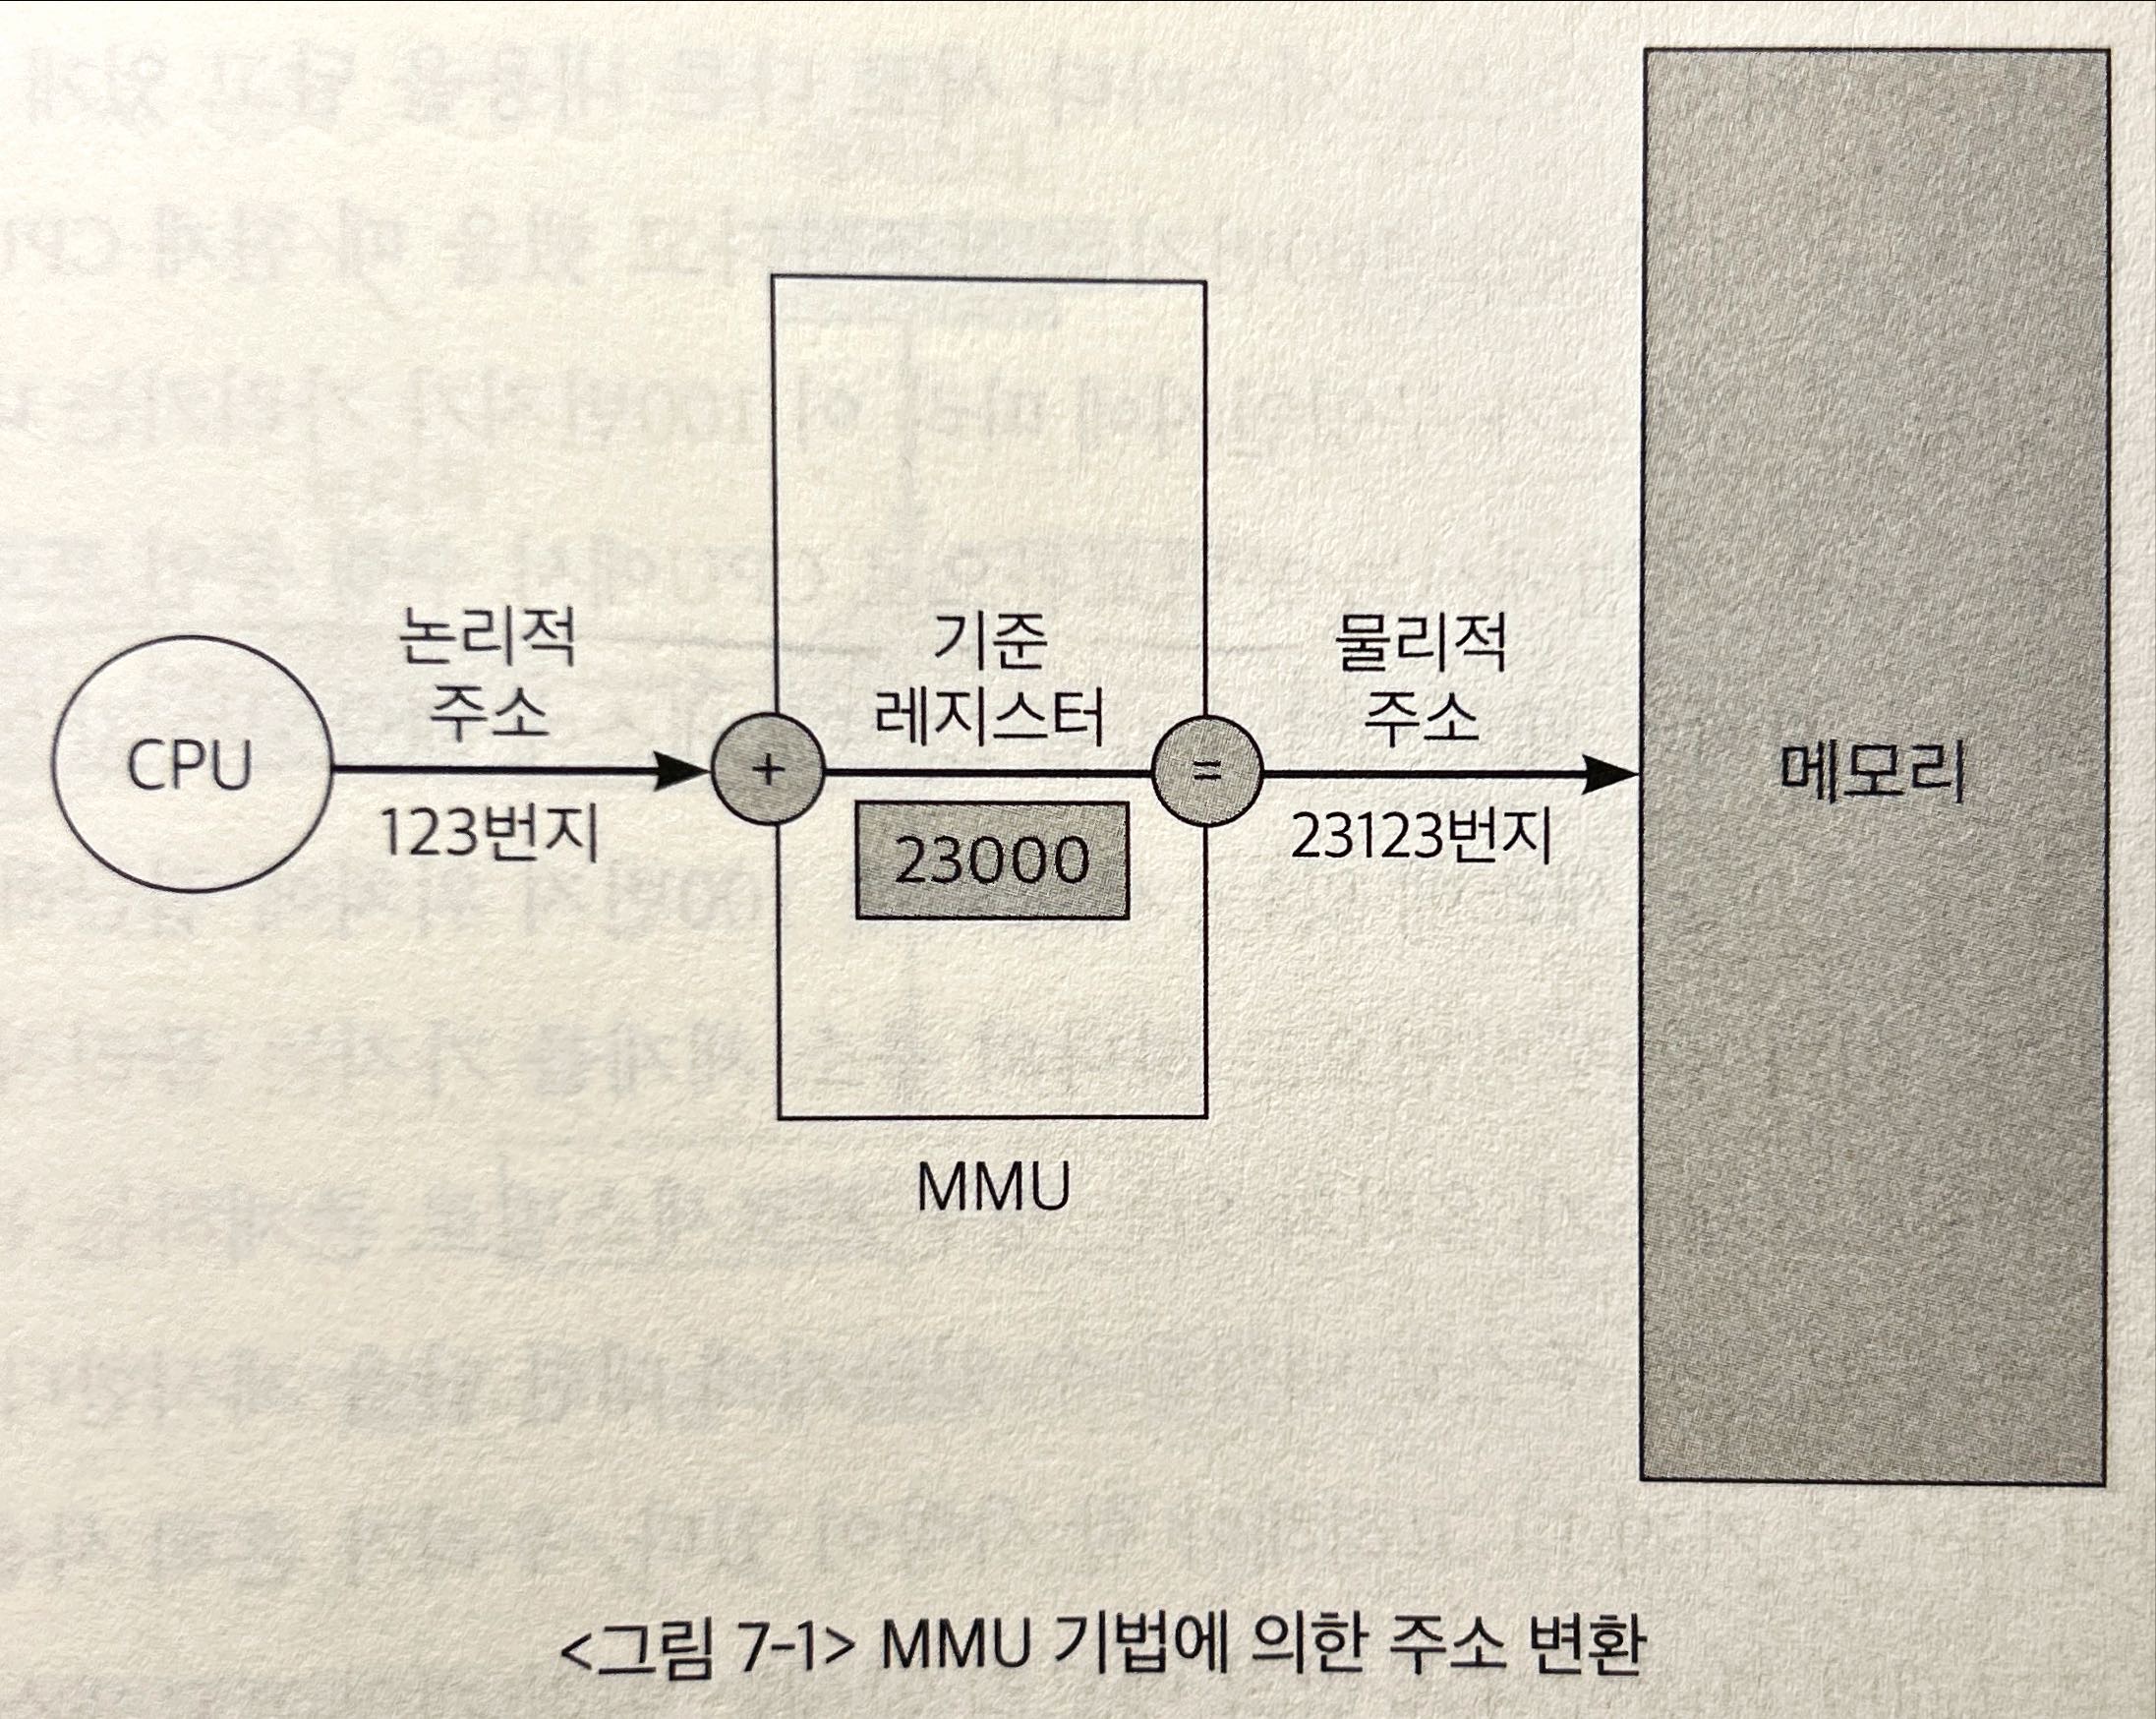 CPU
논리적
주소
123번지
+
기준
레지스터
23000
=
물리적
주소
23123번지
메모리
MMU
<그림 7-1> MMU 기법에 의한 주소 변환